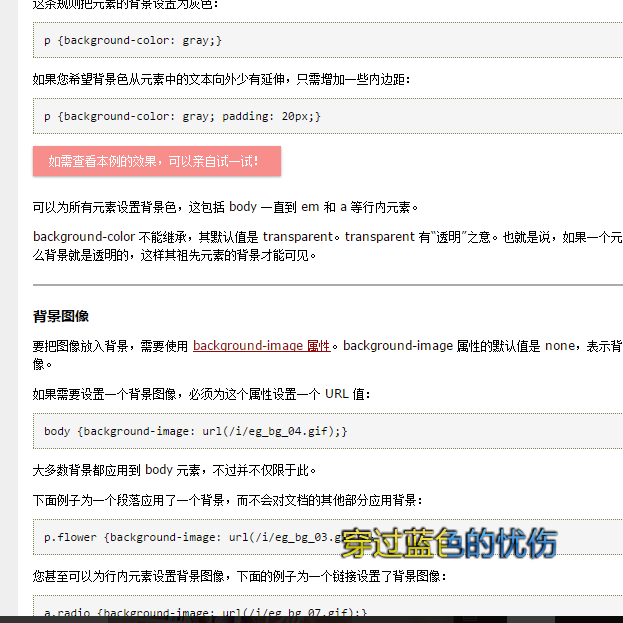 这条规则把元素的背景设置为灰色：
p {background-color: gray;}
如果您希望背景色从元素中的文本向外少有延伸，只需增加一些内边距：
p {background-color: gray; padding: 20px;}
如需查看本例的效果，可以亲自试一试！
可以为所有元素设置背景色，这包括 body 一直到 em 和 a 等行内元素。
background-color 不能继承，其默认值是 transparent。transparent 有“透明”之意。也就是说，如果一个元
么背景就是透明的，这样其祖先元素的背景才能可见。
背景图像
要把图像放入背景，需要使用 background-image 属性。background-image 属性的默认值是 none，表示背
像。
如果需要设置一个背景图像，必须为这个属性设置一个 URL 值：
body {background-image: url(/i/eg_bg_04.gif);}
大多数背景都应用到 body 元素，不过并不仅限于此。
下面例子为一个段落应用了一个背景，而不会对文档的其他部分应用背景：
p.flower {background-image: url(/i/eg_bg_03.g
穿过蓝色的忧伤
您甚至可以为行内元素设置背景图像，下面的例子为一个链接设置了背景图像：
a.radio {background-image: url(/i/eg_bg_07.gif);}